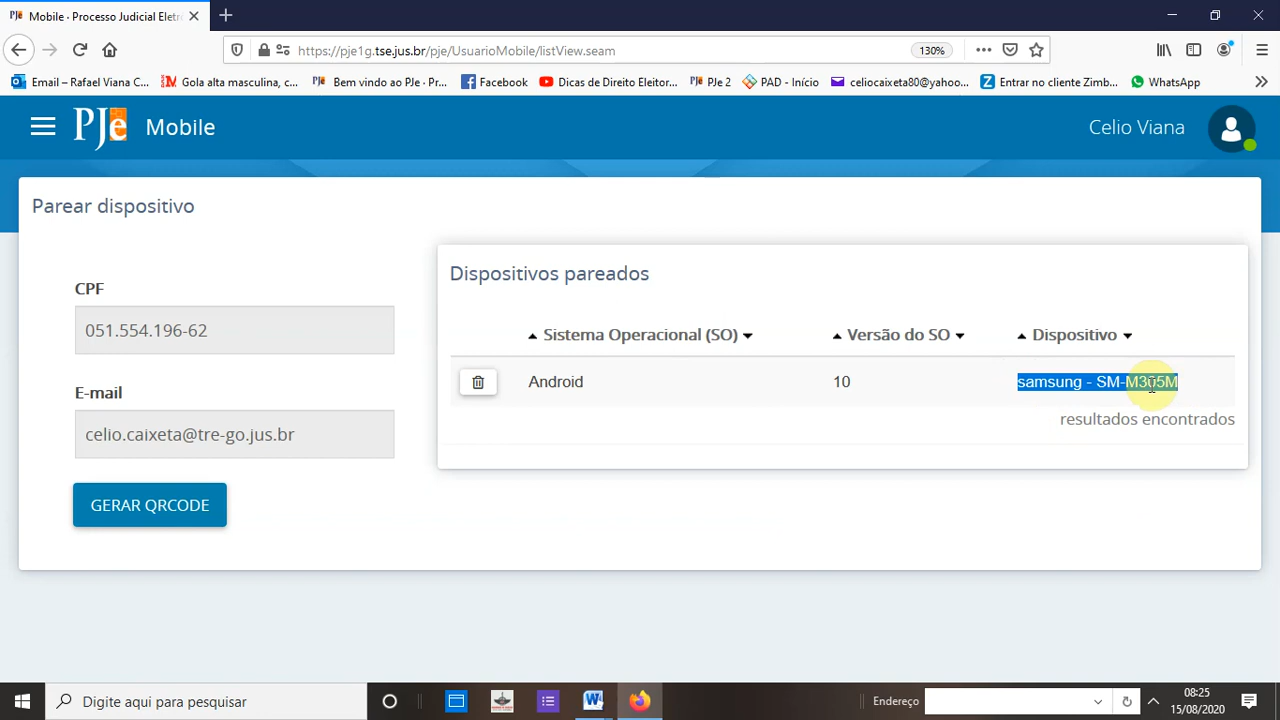 Mobile · Processo Judicial Eletr
https://pje1g.tse.jus.br/pje/UsuarioMobile/listView.seam
130%
Email – Rafael Viana C...
Gola alta masculina, c...
Bem vindo ao PJe · Pr...
Facebook
Dicas de Direito Eleitor...
PJe 2
PAD - Início
celiocaixeta80@yahoo...
Entrar no cliente Zimb...
WhatsApp
PJe
Mobile
Celio Viana
Parear dispositivo
CPF
051.554.196-62
E-mail
celio.caixeta@tre-go.jus.br
GERAR QRCODE
Dispositivos pareados
Sistema Operacional (SO)
Versão do SO
Dispositivo
Android
10
samsung - SM-M305M
resultados encontrados
Digite aqui para pesquisar
Endereço
08:25
15/08/2020